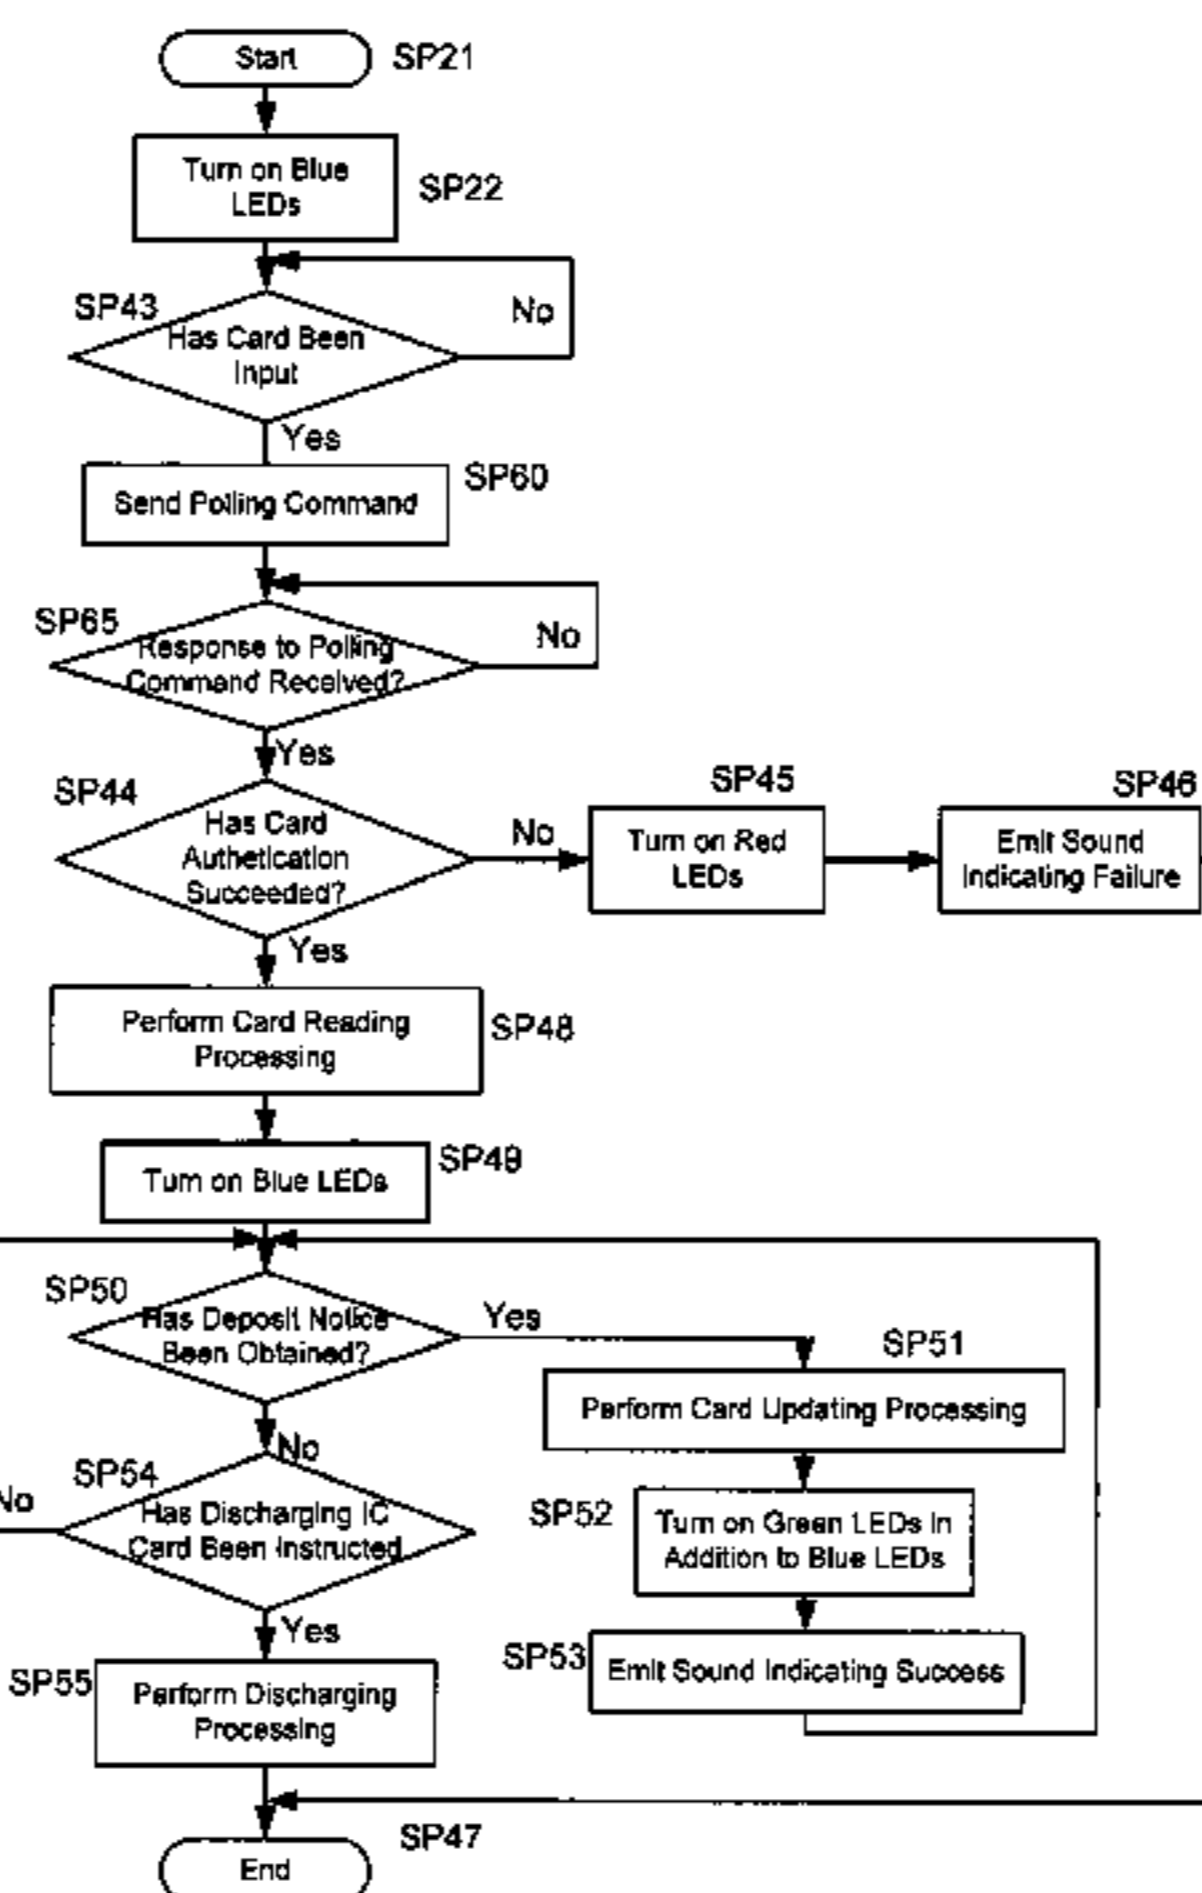 Start
SP21
Turn on Blue
LEDs
SP22
SP43
No
Has Card Been
Input
Yes
SP60
Send Polling Command
SP65
No
Response to Polling
Command Received?
Yes
SP44
Has Card
Authetication
Succeeded?
No
SP45
Turn on Red
LEDs
SP46
Emit Sound
Indicating Failure
Yes
Perform Card Reading
Processing
SP48
Turn on Blue LEDs
SP49
SP50
Has Deposit Notice
Been Obtained?
Yes
SP51
Perform Card Updating Processing
No
SP54
No
Has Discharging IC
Card Been Instructed
SP52
Turn on Green LEDs In
Addition to Blue LEDs
Yes
SP53
Emit Sound Indicating Success
SP55
Perform Discharging
Processing
SP47
End